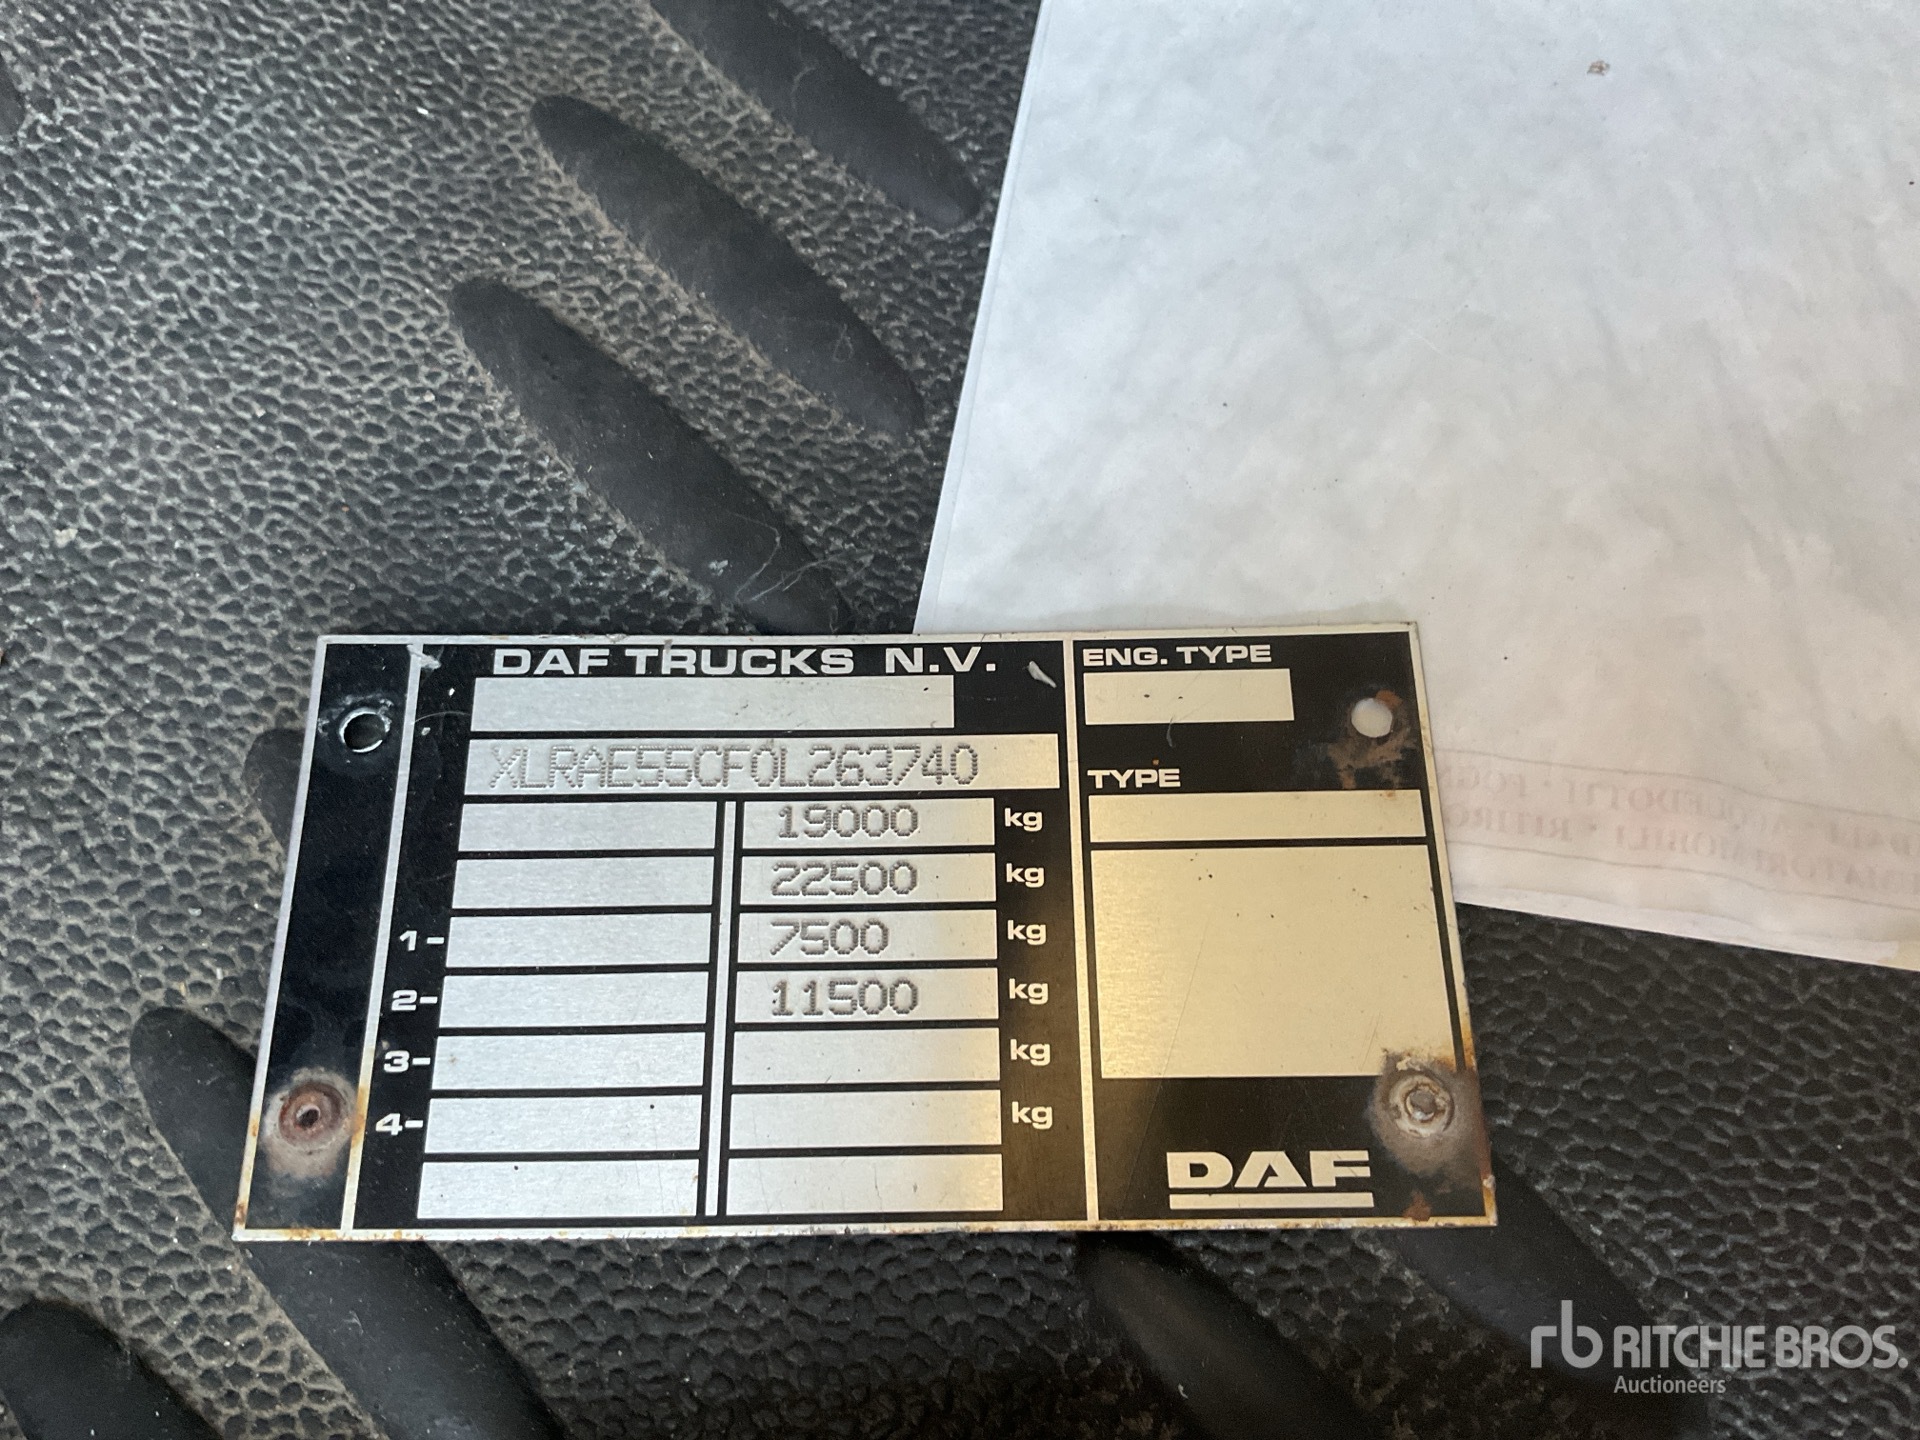 DAF TRUCKS N.V.
XLRAE55CF0L263740
19000 kg
22500 kg
1- 7500 kg
2- 11500 kg
3- kg
4- kg
ENG. TYPE
TYPE
DAF
rb RITCHIE BROS.
Auctioneers